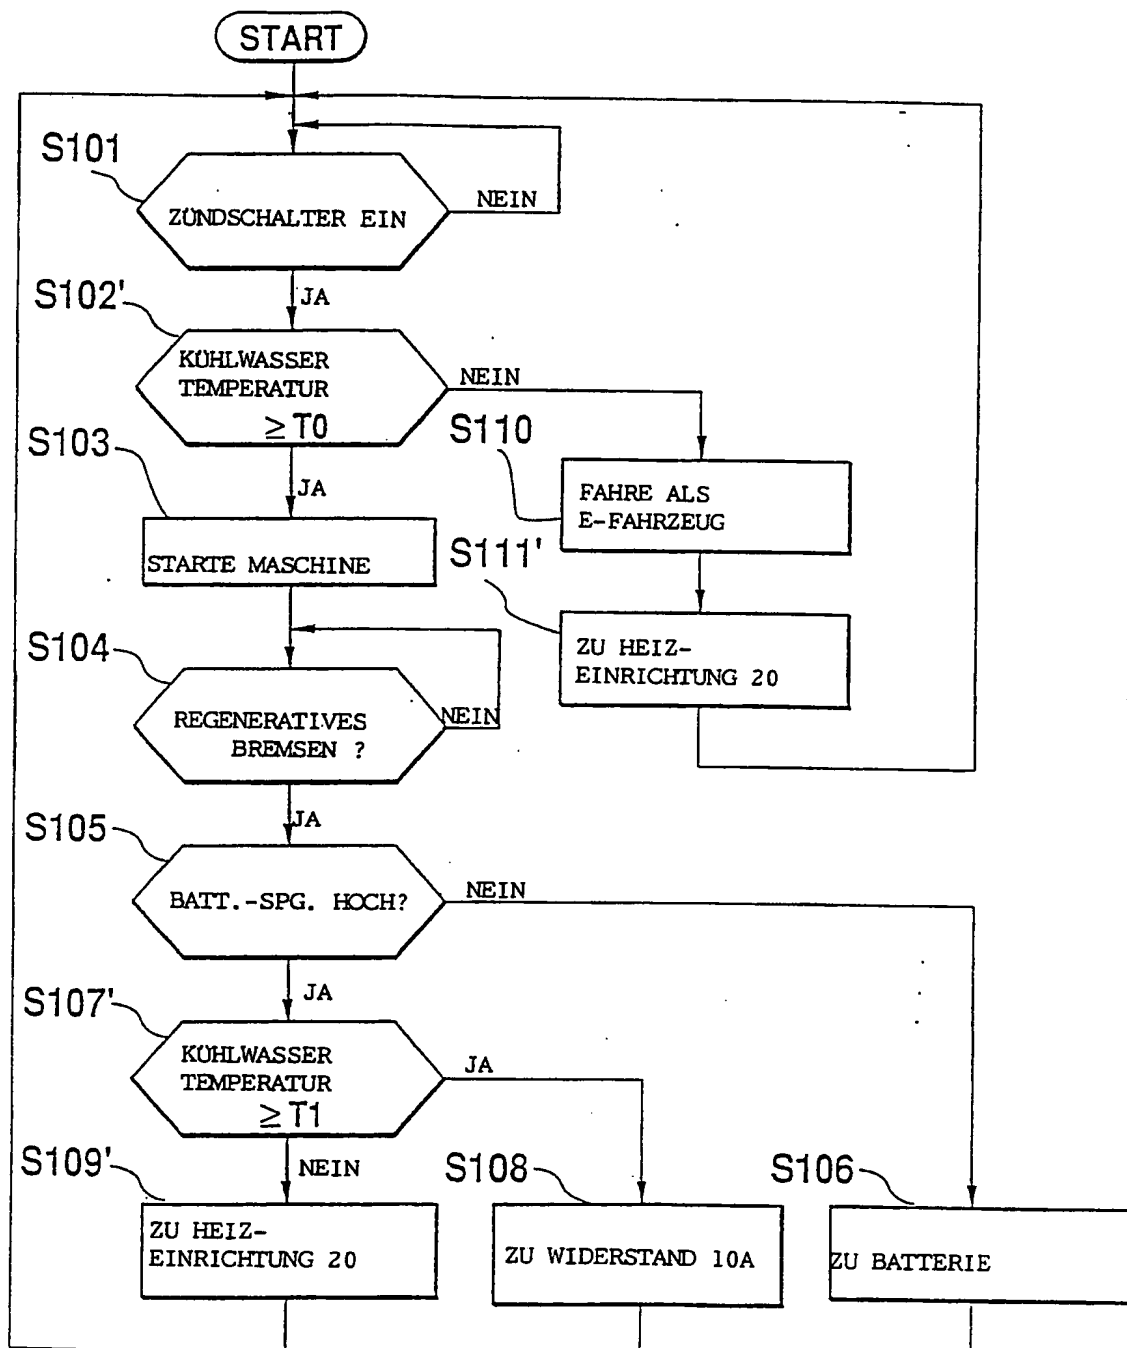 START
S101
ZÜNDSCHALTER EIN
NEIN
JA
S102'
KÜHLWASSER
TEMPERATUR
≥ T0
NEIN
JA
S103
STARTE MASCHINE
S110
FAHRE ALS
E-FAHRZEUG
S111'
ZU HEIZ-
EINRICHTUNG 20
S104
REGENERATIVES
BREMSEN ?
NEIN
JA
S105
BATT.-SPG. HOCH?
NEIN
JA
S107'
KÜHLWASSER
TEMPERATUR
≥ T1
JA
NEIN
S109'
ZU HEIZ-
EINRICHTUNG 20
S108
ZU WIDERSTAND 10A
S106
ZU BATTERIE